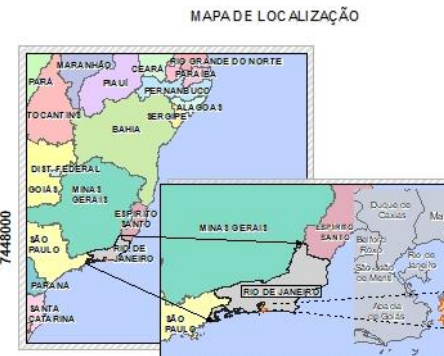 MAPA DE LOCALIZAÇÃO
MARANHÃO
CEARÁ
RIO GRANDE DO NORTE
PARAÍBA
PARÁ
PIAUÍ
PERNAMBUCO
TOCANTINS
ALAGOAS
SERGIPE
BAHIA
DIST. FEDERAL
GOIÁS
MINAS
GERAIS
ESPIRITO
SANTO
SÃO
PAULO
RIO DE
JANEIRO
PARANÁ
SANTA
CATARINA
7448000
MINAS GERAIS
ESPIRITO
SANTO
RIO DE JANEIRO
SÃO
PAULO
Duque de
Caxias
Belford
Roxo
São João
de Meriti
Rio de
Janeiro